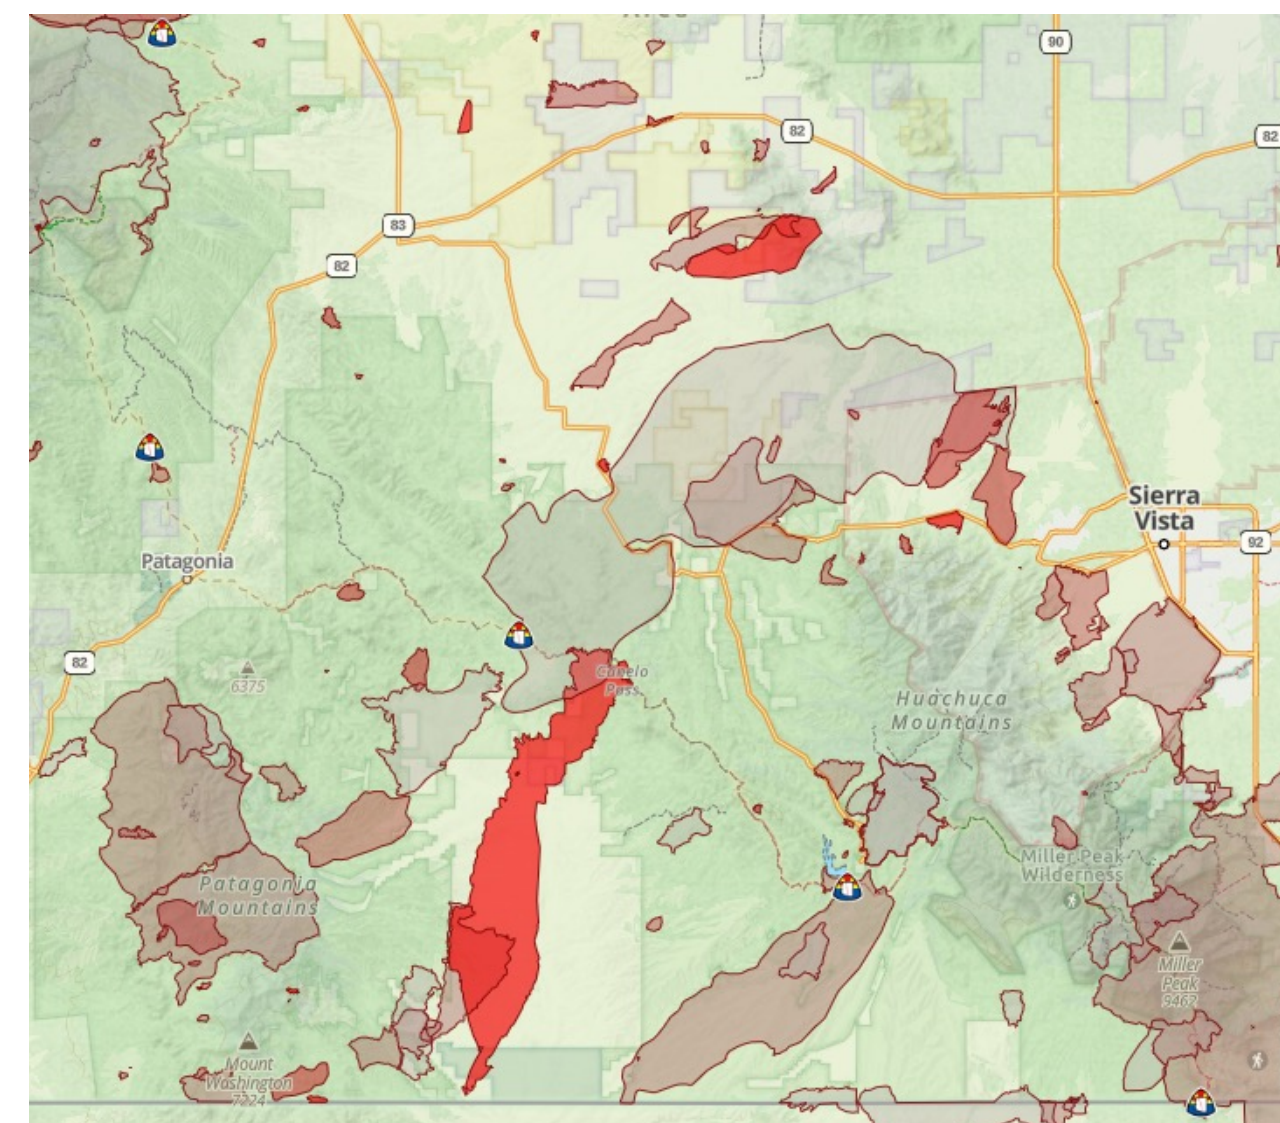 90
82
82
83
82
Sierra
Vista
92
Patagonia
82
6375
Canelo
Pass
Huachuca
Mountains
Miller Peak
Wilderness
Patagonia
Mountains
Miller
Peak
9462
Mount
Washington
7224